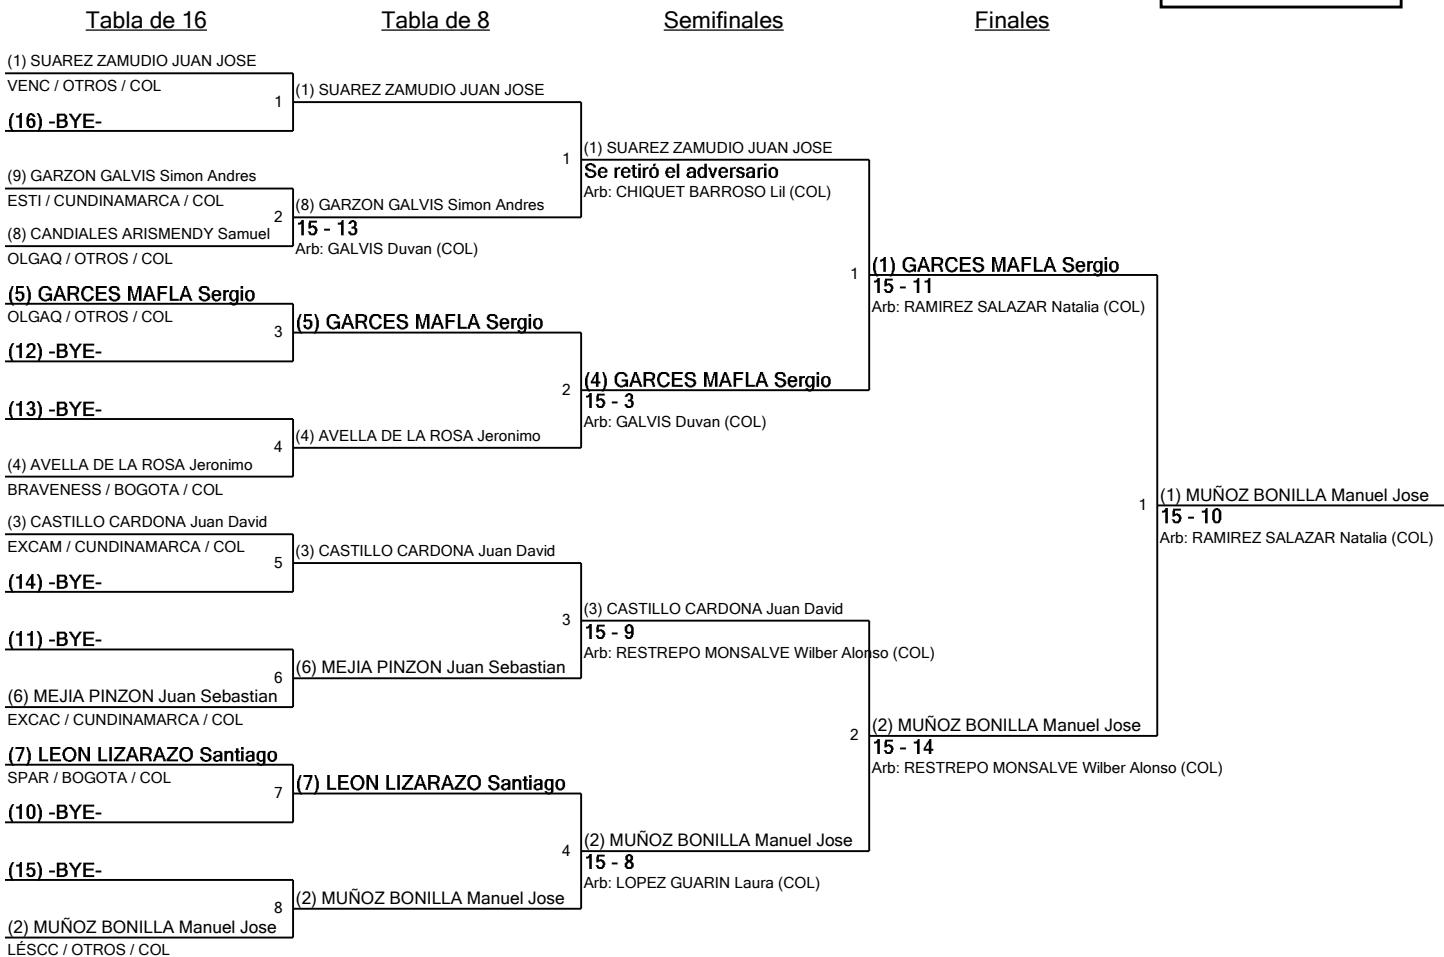 Tabla de 16
Tabla de 8
Semifinales
Finales
(1) SUAREZ ZAMUDIO JUAN JOSE
VENC / OTROS / COL
1
(16) -BYE-
(9) GARZON GALVIS Simon Andres
ESTI / CUNDINAMARCA / COL
2
(8) CANDIALES ARISMENDY Samuel
OLGAQ / OTROS / COL
(5) GARCES MAFLA Sergio
OLGAQ / OTROS / COL
3
(12) -BYE-
(13) -BYE-
4
(4) AVELLA DE LA ROSA Jeronimo
BRAVENESS / BOGOTA / COL
(3) CASTILLO CARDONA Juan David
EXCAM / CUNDINAMARCA / COL
5
(14) -BYE-
(11) -BYE-
6
(6) MEJIA PINZON Juan Sebastian
EXCAC / CUNDINAMARCA / COL
(7) LEON LIZARAZO Santiago
SPAR / BOGOTA / COL
7
(10) -BYE-
(15) -BYE-
8
(2) MUÑOZ BONILLA Manuel Jose
LÉSCC / OTROS / COL
(1) SUAREZ ZAMUDIO JUAN JOSE
1
(8) GARZON GALVIS Simon Andres
15 - 13
Arb: GALVIS Duvan (COL)
(5) GARCES MAFLA Sergio
2
(4) AVELLA DE LA ROSA Jeronimo
(3) CASTILLO CARDONA Juan David
3
(6) MEJIA PINZON Juan Sebastian
(7) LEON LIZARAZO Santiago
4
(2) MUÑOZ BONILLA Manuel Jose
(1) SUAREZ ZAMUDIO JUAN JOSE
Se retiró el adversario
Arb: CHIQUET BARROSO Lil (COL)
1
(4) GARCES MAFLA Sergio
15 - 3
Arb: GALVIS Duvan (COL)
(3) CASTILLO CARDONA Juan David
15 - 9
Arb: RESTREPO MONSALVE Wilber Alonso (COL)
2
(2) MUÑOZ BONILLA Manuel Jose
15 - 8
Arb: LOPEZ GUARIN Laura (COL)
(1) GARCES MAFLA Sergio
15 - 11
Arb: RAMIREZ SALAZAR Natalia (COL)
1
(2) MUÑOZ BONILLA Manuel Jose
15 - 14
Arb: RESTREPO MONSALVE Wilber Alonso (COL)
(1) MUÑOZ BONILLA Manuel Jose
15 - 10
Arb: RAMIREZ SALAZAR Natalia (COL)